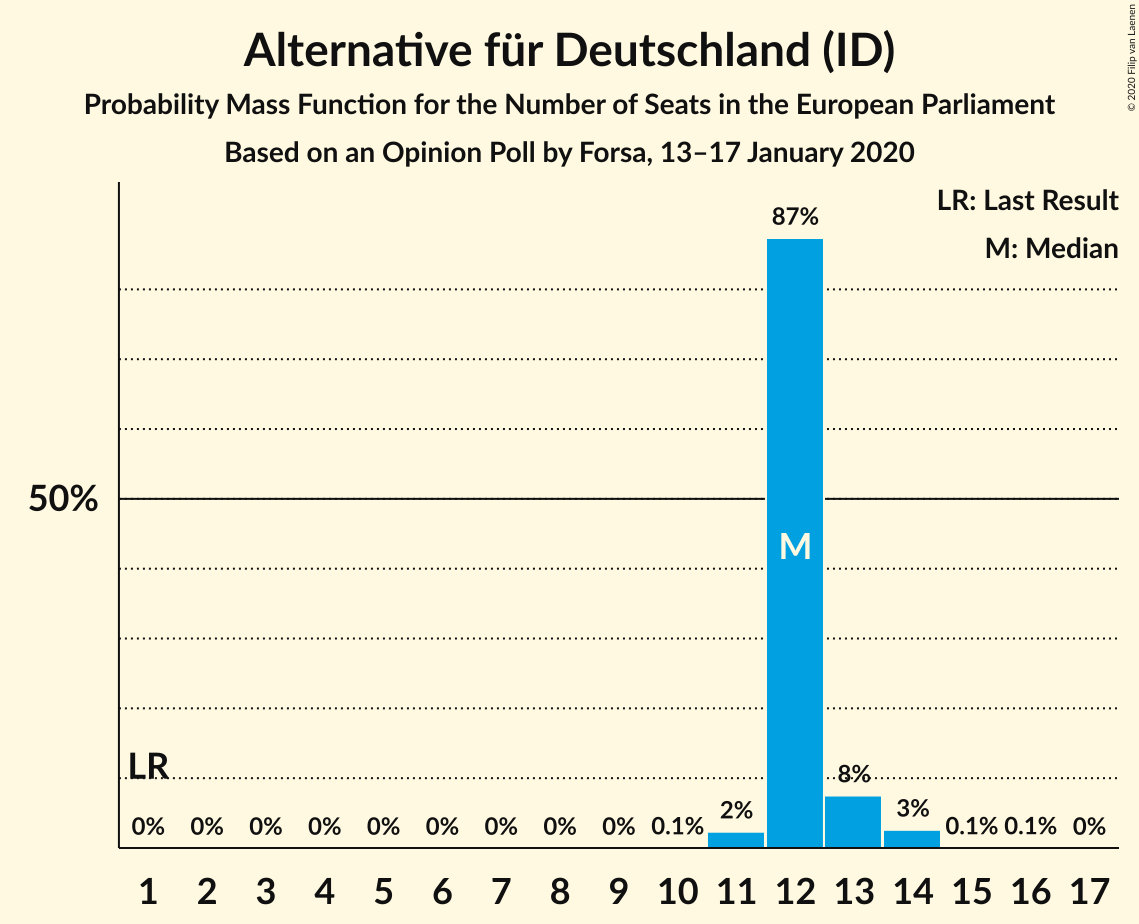 Alternative für Deutschland (ID)
Probability Mass Function for the Number of Seats in the European Parliament
Based on an Opinion Poll by Forsa, 13–17 January 2020
© 2020 Filip van Laenen
LR: Last Result
M: Median
87%
50%
M
LR
0% 0% 0% 0% 0% 0% 0% 0% 0% 0.1% 2% 8% 3% 0.1% 0.1% 0%
1 2 3 4 5 6 7 8 9 10 11 12 13 14 15 16 17